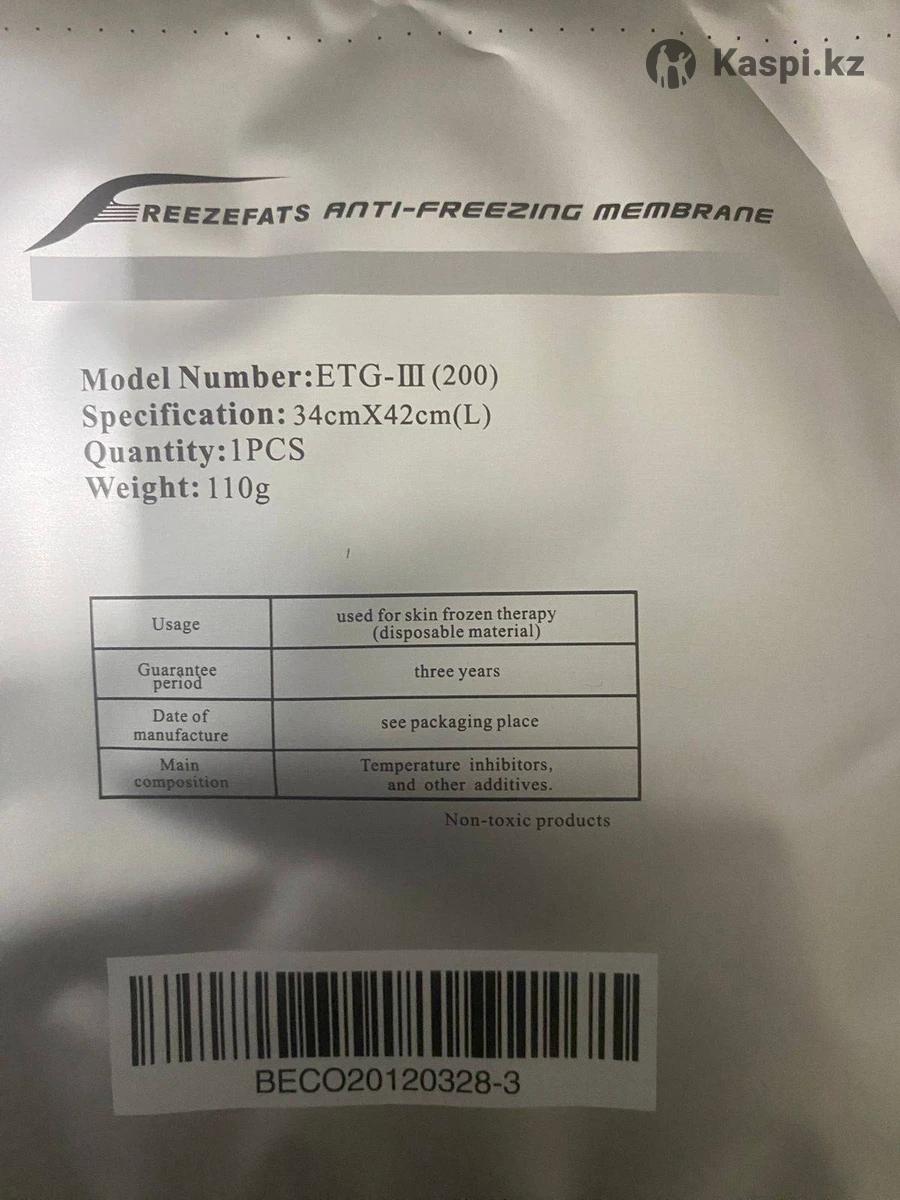 Kaspi.kz
FREEZEFATS ANTI-FREEZING MEMBRANE
Model Number:ETG-III(200)
Specification: 34cmX42cm(L)
Quantity:1PCS
Weight: 110g
Usage
used for skin frozen therapy
(disposable material)
Guarantee
period
three years
Date of
manufacture
see packaging place
Main
composition
Temperature inhibitors,
and other additives.
Non-toxic products
BECO20120328-3